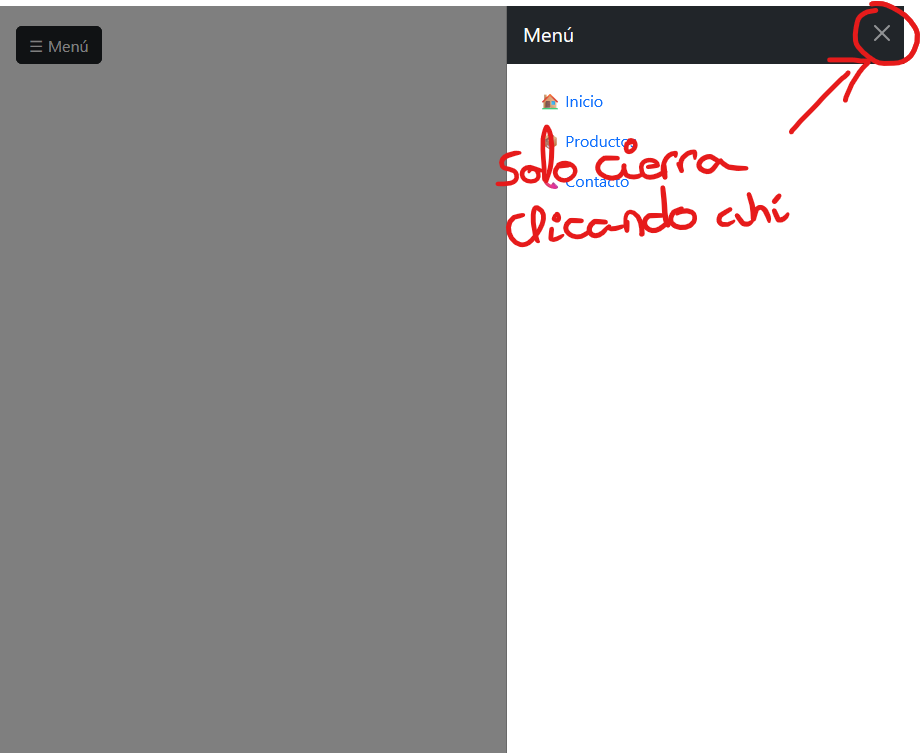 ☰ Menú
Menú
Inicio
Productos
Contacto
Solo cierra
clicando ahí